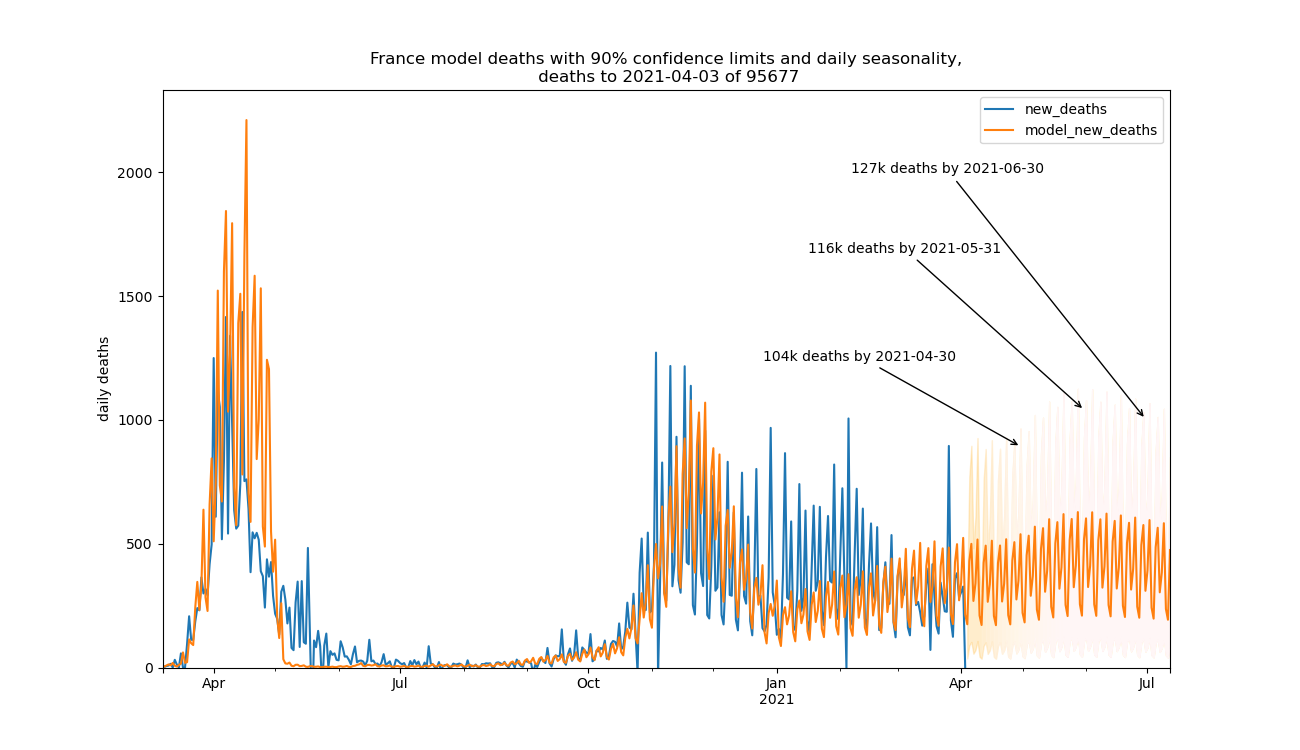 France model deaths with 90% confidence limits and daily seasonality,
deaths to 2021-04-03 of 95677
new_deaths
model_new_deaths
127k deaths by 2021-06-30
116k deaths by 2021-05-31
104k deaths by 2021-04-30
daily deaths
2000
1500
1000
500
0
Apr
Jul
Oct
Jan
2021
Apr
Jul